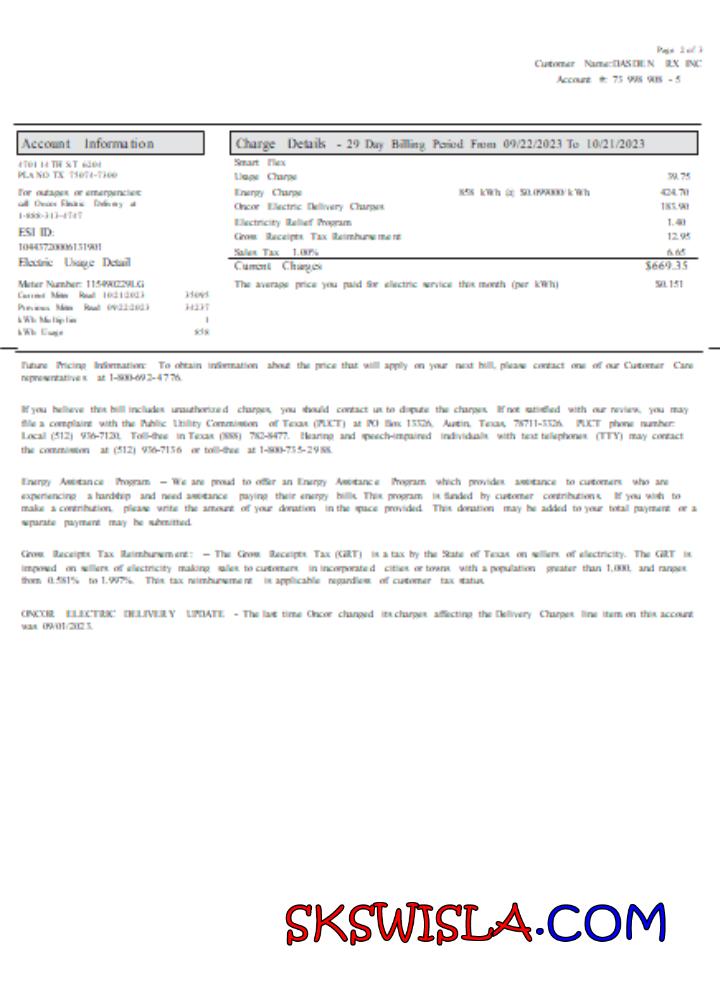 Page 2 of 3
Customer Name:DASDEN RX INC
Account #: 75 998 908 - 5
Account Information
4701 14TH ST 6204
PLANO TX 75074-7300
For outages or emergencies:
call Oncor Electric Delivery at
1-888-313-4747
ESI ID:
10443720006131901
Electric Usage Detail
Meter Number: 115490229LG
Current Meter Read 10/21/2023 35095
Previous Meter Read 09/22/2023 34237
kWh Multiplier 1
kWh Usage 858
Charge Details - 29 Day Billing Period From 09/22/2023 To 10/21/2023
Smart Flex
Usage Charge 39.75
Energy Charge 858 kWh @ $0.099000/kWh 424.70
Oncor Electric Delivery Charges 183.90
Electricity Relief Program 1.40
Gross Receipts Tax Reimbursement 12.95
Sales Tax 1.00% 6.65
Current Charges $669.35
The average price you paid for electric service this month (per kWh) $0.151
Future Pricing Information: To obtain information about the price that will apply on your next bill, please contact one of our Customer Care
representatives at 1-800-692-4776.
If you believe this bill includes unauthorized charges, you should contact us to dispute the charges. If not satisfied with our review, you may
file a complaint with the Public Utility Commission of Texas (PUCT) at PO Box 13326, Austin, Texas, 78711-3326. PUCT phone number:
Local (512) 936-7120, Toll-free in Texas (888) 782-8477. Hearing and speech-impaired individuals with text telephones (TTY) may contact
the commission at (512) 936-7136 or toll-free at 1-800-735-2988.
Energy Assistance Program – We are proud to offer an Energy Assistance Program which provides assistance to customers who are
experiencing a hardship and need assistance paying their energy bills. This program is funded by customer contributions. If you wish to
make a contribution, please write the amount of your donation in the space provided. This donation may be added to your total payment or a
separate payment may be submitted.
Gross Receipts Tax Reimbursement: – The Gross Receipts Tax (GRT) is a tax by the State of Texas on sellers of electricity. The GRT is
imposed on sellers of electricity making sales to customers in incorporated cities or towns with a population greater than 1,000, and ranges
from 0.581% to 1.997%. This tax reimbursement is applicable regardless of customer tax status.
ONCOR ELECTRIC DELIVERY UPDATE - The last time Oncor changed its charges affecting the Delivery Charges line item on this account
was 09/01/2023.
SKSWISLA.COM